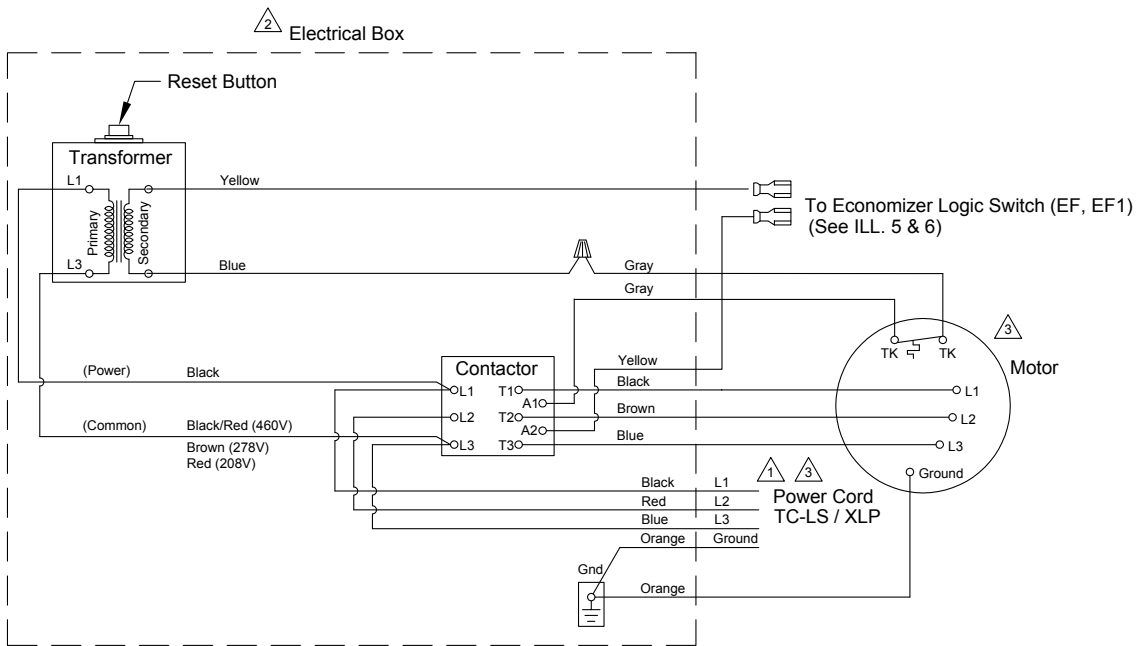 2
Electrical Box
Reset Button
Transformer
L1
Primary
Secondary
L3
Yellow
Blue
To Economizer Logic Switch (EF, EF1)
(See ILL. 5 & 6)
Gray
Gray
TK
TK
3
Motor
(Power)
Black
Contactor
Yellow
Black
L1
T1
A1
L1
(Common)
Black/Red (460V)
L2
T2
A2
Brown
L2
Brown (278V)
Red (208V)
L3
T3
Blue
L3
Ground
Black
L1
1
3
Red
L2
Power Cord
TC-LS / XLP
Blue
L3
Orange
Ground
Gnd
Orange